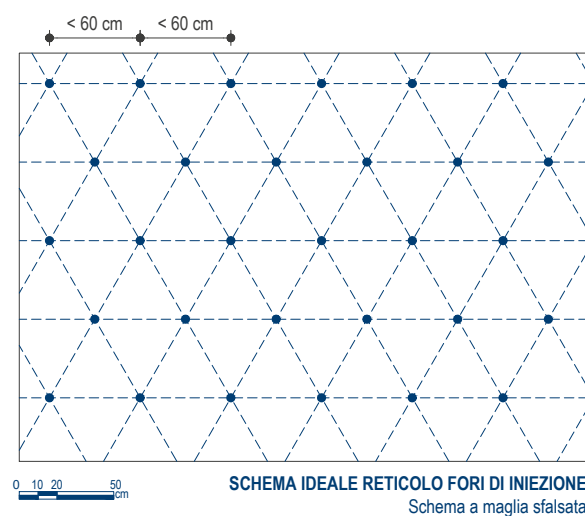 < 60 cm < 60 cm
SCHEMA IDEALE RETICOLO FORI DI INIEZIONE
Schema a maglia sfalsata
0 10 20 50
cm